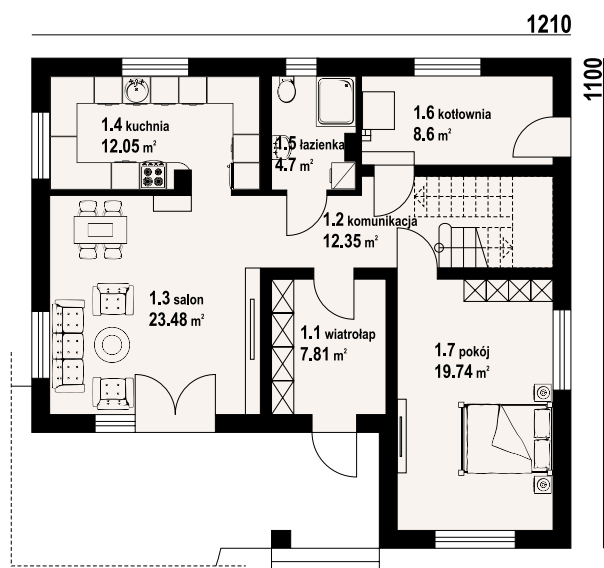 1210
1100
1.4 kuchnia
12.05 m²
1.5 łazienka
4.7 m²
1.6 kotłownia
8.6 m²
1.2 komunikacja
12.35 m²
1.3 salon
23.48 m²
1.1 wiatrołap
7.81 m²
1.7 pokój
19.74 m²